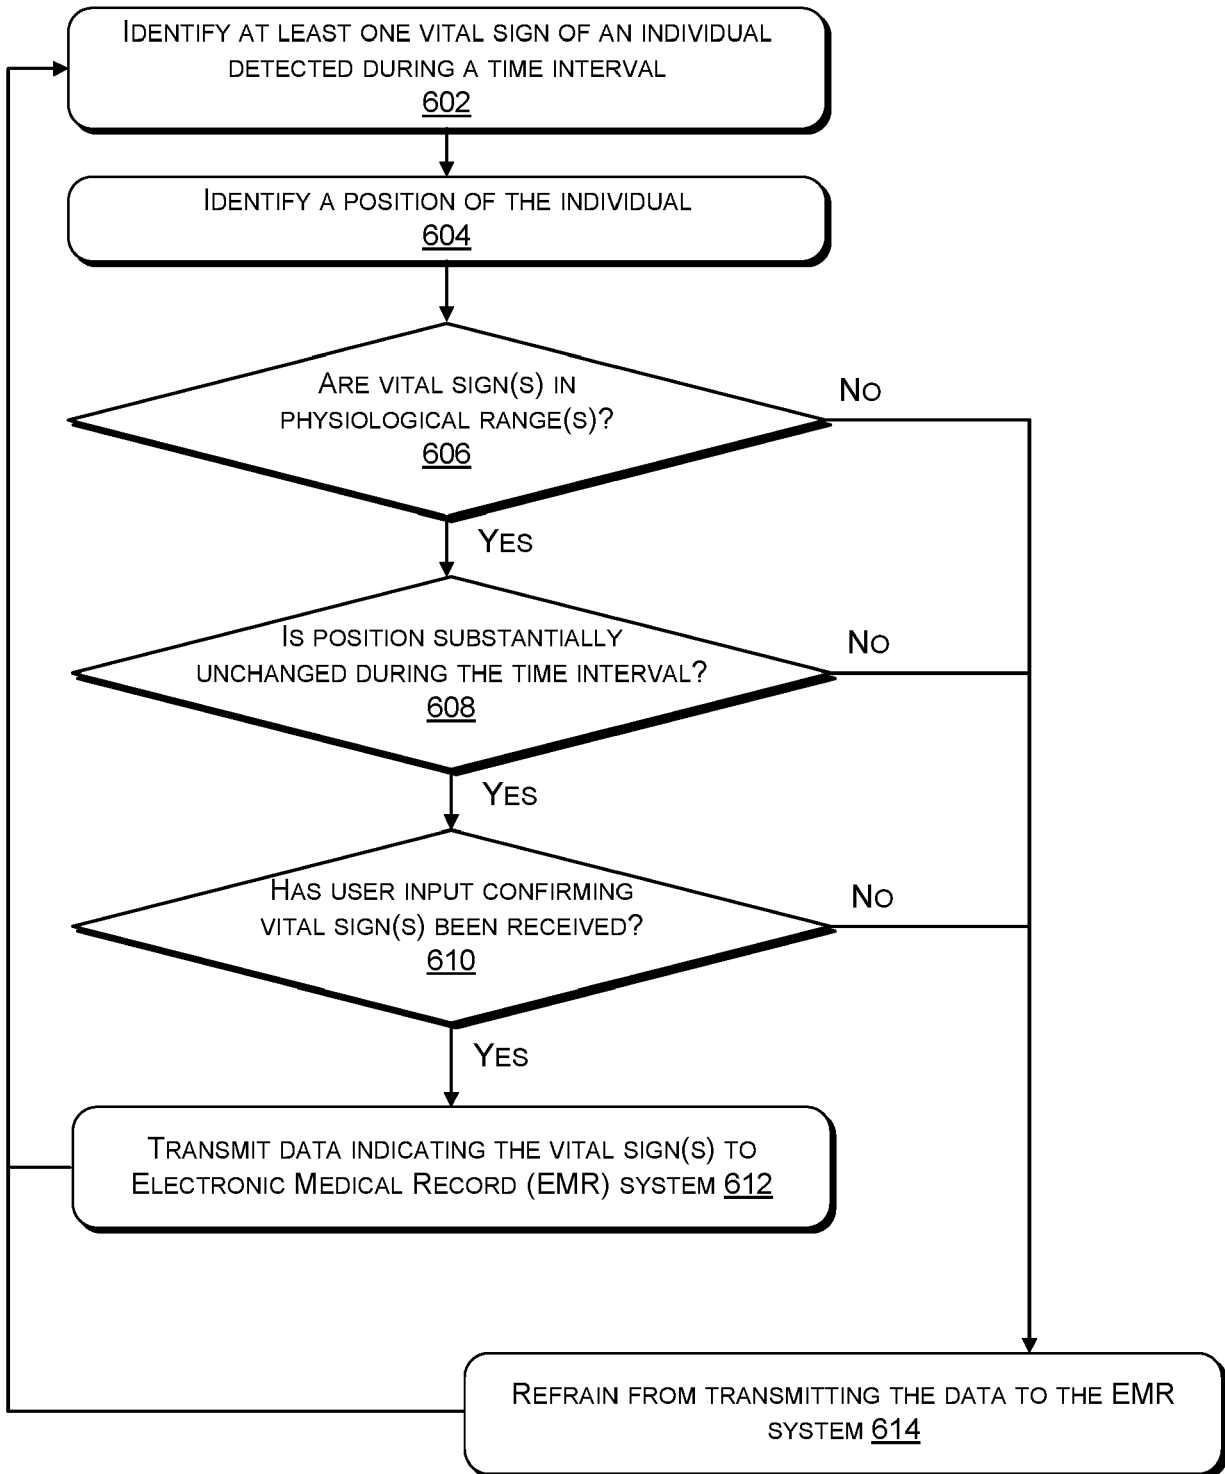 IDENTIFY AT LEAST ONE VITAL SIGN OF AN INDIVIDUAL
DETECTED DURING A TIME INTERVAL
602
IDENTIFY A POSITION OF THE INDIVIDUAL
604
ARE VITAL SIGN(S) IN
PHYSIOLOGICAL RANGE(S)?
606
NO
YES
IS POSITION SUBSTANTIALLY
UNCHANGED DURING THE TIME INTERVAL?
608
NO
YES
HAS USER INPUT CONFIRMING
VITAL SIGN(S) BEEN RECEIVED?
610
NO
YES
TRANSMIT DATA INDICATING THE VITAL SIGN(S) TO
ELECTRONIC MEDICAL RECORD (EMR) SYSTEM 612
REFRAIN FROM TRANSMITTING THE DATA TO THE EMR
SYSTEM 614